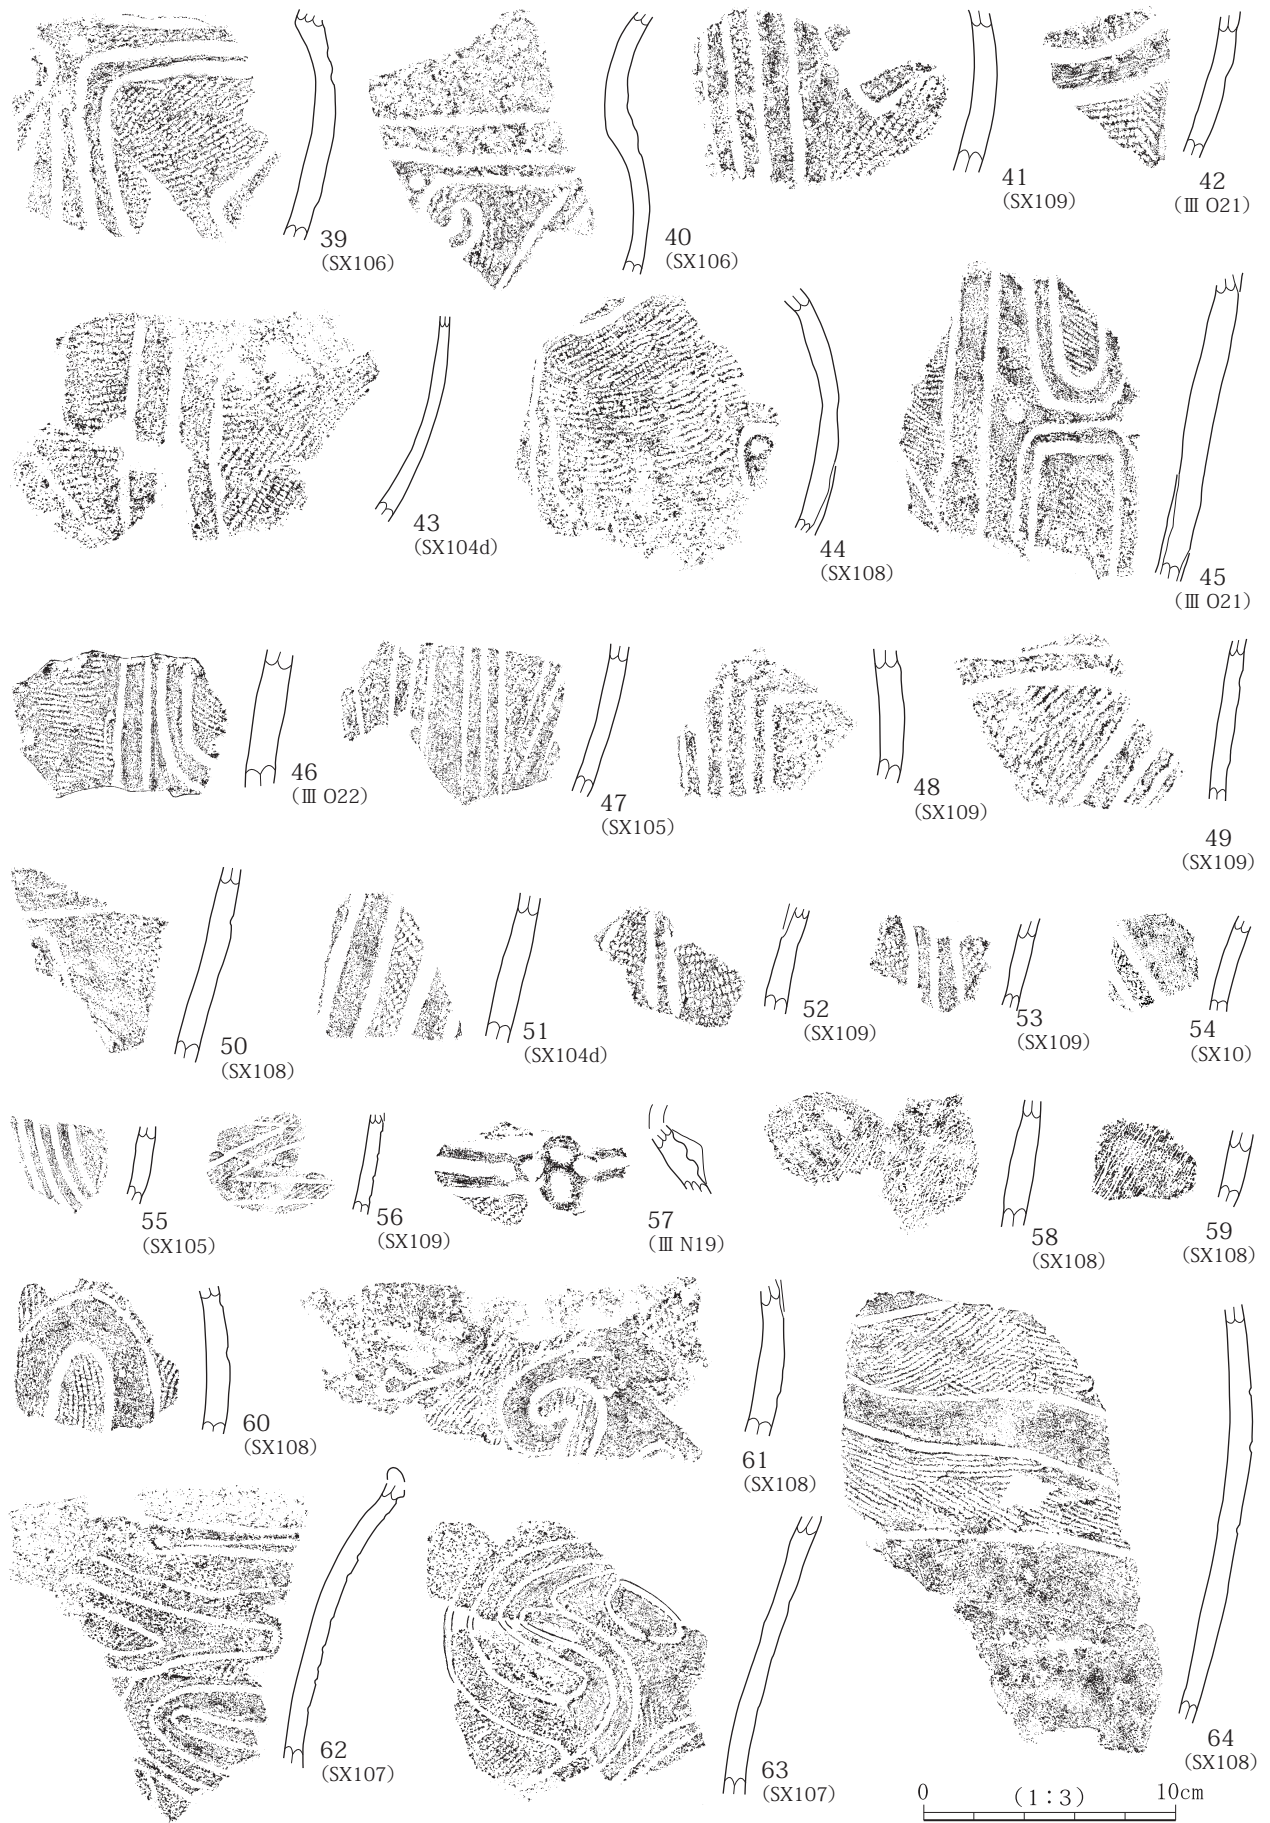 39
(SX106)
40
(SX106)
41
(SX109)
42
(Ⅲ O21)
43
(SX104d)
44
(SX108)
45
(Ⅲ O21)
46
(Ⅲ O22)
47
(SX105)
48
(SX109)
49
(SX109)
50
(SX108)
51
(SX104d)
52
(SX109)
53
(SX109)
54
(SX10)
55
(SX105)
56
(SX109)
57
(Ⅲ N19)
58
(SX108)
59
(SX108)
60
(SX108)
61
(SX108)
62
(SX107)
63
(SX107)
64
(SX108)
0 (1:3) 10cm